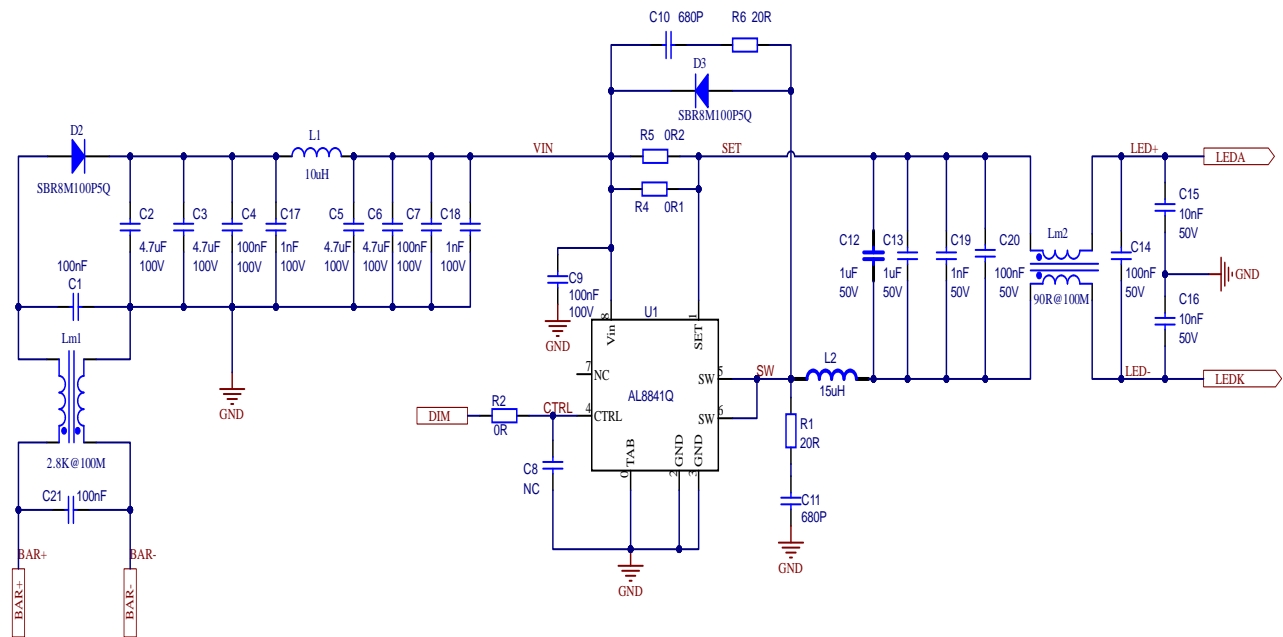 C10 680P
R6 20R
D3
SBR8M100P5Q
D2
SBR8M100P5Q
L1
10uH
VIN
R5 0R2
SET
R4 0R1
LED+
LEDA
C2
4.7uF
100V
C3
4.7uF
100V
C4
100nF
100V
C17
1nF
100V
C5
4.7uF
100V
C6
4.7uF
100V
C7
100nF
100V
C18
1nF
100V
C15
10nF
50V
C12
1uF
50V
C13
1uF
50V
C19
1nF
50V
C20
100nF
50V
Lm2
90R@100M
C14
100nF
50V
GND
100nF
C1
C9
100nF
100V
GND
C16
10nF
50V
U1
8
Vin
1
SET
Lm1
2.8K@100M
GND
7
NC
AL8841Q
SW
5
SW
L2
15uH
LED-
LEDK
DIM
R2
0R
CTRL
4
CTRL
SW
6
R1
20R
C8
NC
0
TAB
2
GND
3
GND
C21 100nF
C11
680P
GND
GND
BAR+
BAR-
BAR+
BAR-